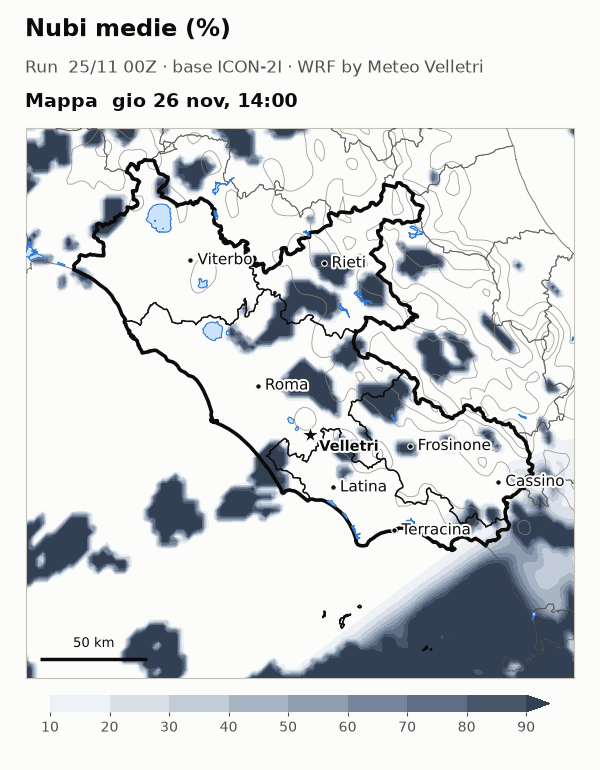 Nubi medie (%)
Run  25/11 00Z · base ICON-2I · WRF by Meteo Velletri
Mappa  gio 26 nov, 14:00
Viterbo
Rieti
Roma
Velletri
Frosinone
Latina
Cassino
Terracina
50 km
10 20 30 40 50 60 70 80 90